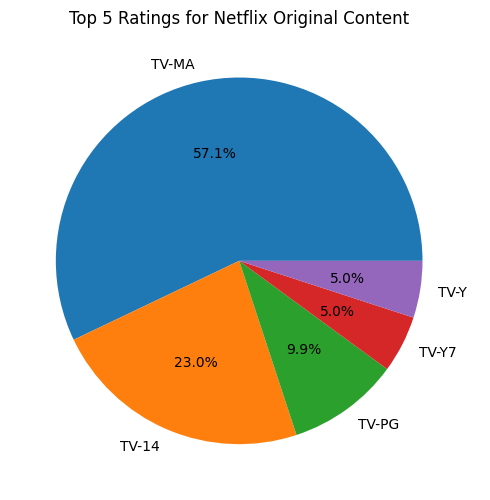 Top 5 Ratings for Netflix Original Content
TV-MA
57.1%
TV-Y
5.0%
TV-Y7
5.0%
TV-PG
9.9%
TV-14
23.0%